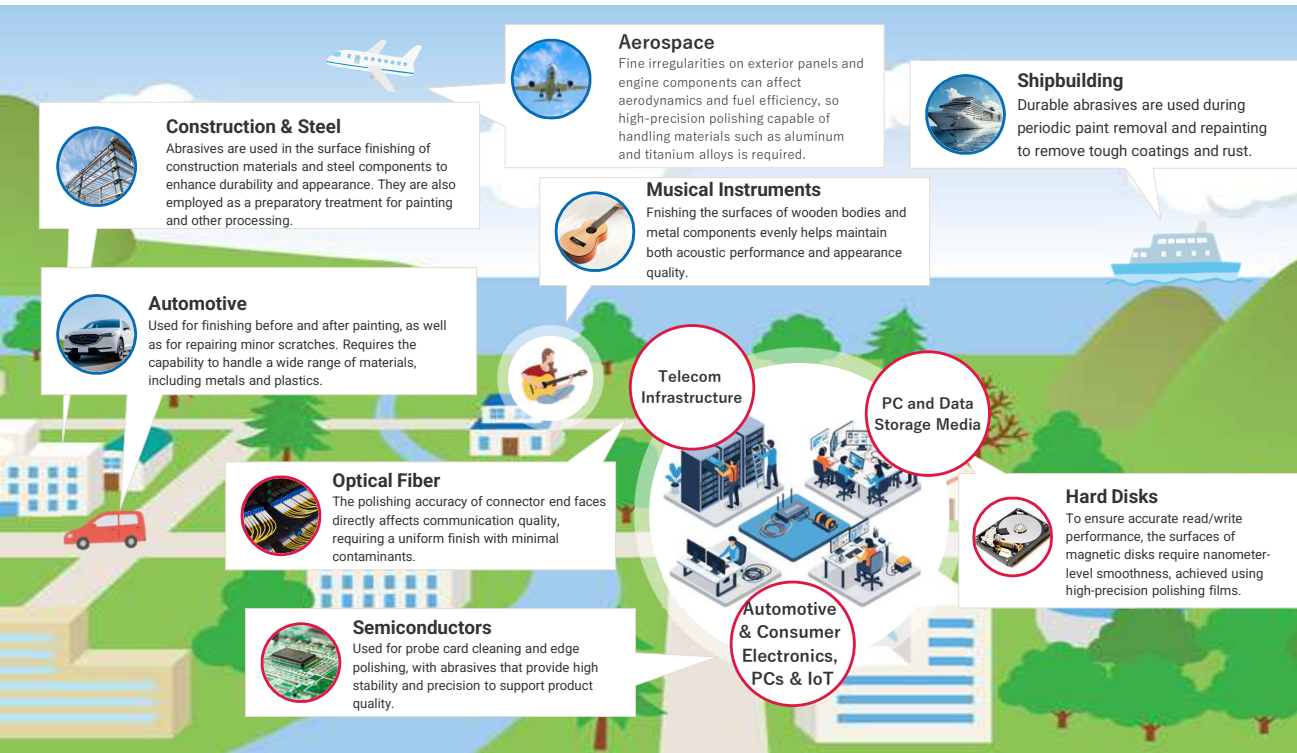 Aerospace
Fine irregularities on exterior panels and
engine components can affect
aerodynamics and fuel efficiency, so
high-precision polishing capable of
handling materials such as aluminum
and titanium alloys is required.
Shipbuilding
Durable abrasives are used during
periodic paint removal and repainting
to remove tough coatings and rust.
Construction & Steel
Abrasives are used in the surface finishing of
construction materials and steel components to
enhance durability and appearance. They are also
employed as a preparatory treatment for painting
and other processing.
Musical Instruments
Fnishing the surfaces of wooden bodies and
metal components evenly helps maintain
both acoustic performance and appearance
quality.
Automotive
Used for finishing before and after painting, as well
as for repairing minor scratches. Requires the
capability to handle a wide range of materials,
including metals and plastics.
Telecom
Infrastructure
PC and Data
Storage Media
Optical Fiber
The polishing accuracy of connector end faces
directly affects communication quality,
requiring a uniform finish with minimal
contaminants.
Hard Disks
To ensure accurate read/write
performance, the surfaces of
magnetic disks require nanometer-
level smoothness, achieved using
high-precision polishing films.
Semiconductors
Used for probe card cleaning and edge
polishing, with abrasives that provide high
stability and precision to support product
quality.
Automotive
& Consumer
Electronics,
PCs & IoT